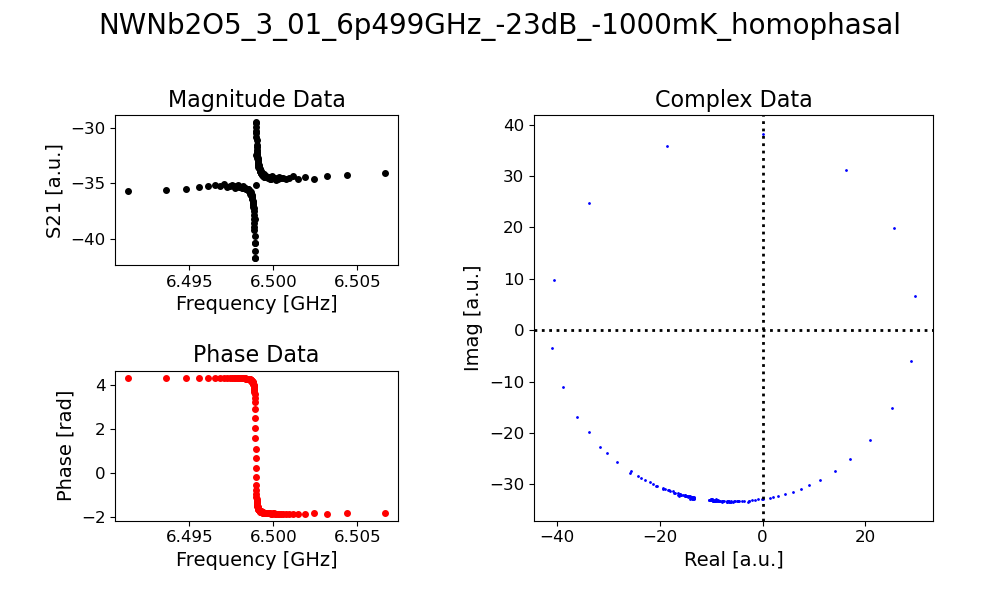 NWNb2O5_3_01_6p499GHz_-23dB_-1000mK_homophasal
Magnitude Data
S21 [a.u.]
−30
−35
−40
6.495 6.500 6.505
Frequency [GHz]
Phase Data
Phase [rad]
4
2
0
−2
6.495 6.500 6.505
Frequency [GHz]
Complex Data
Imag [a.u.]
40
30
20
10
0
−10
−20
−30
−40 −20 0 20
Real [a.u.]